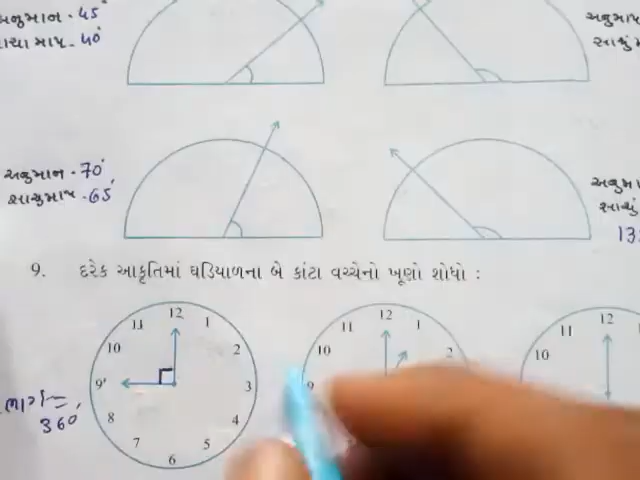 અનુમાન - 45°
સાચા માપ - 40°
અનુમા
સાચું મ
અનુમાન - 70°
સાચુમાપ - 65°
અનુમા
સાચું
13
9. દરેક આકૃતિમાં ઘડિયાળના બે કાંટા વચ્ચેનો ખૂણો શોધો :
12
11 1
10 2
9 3
8 4
7 5
6
360°
12
11 1
10 2
9
12
11
10